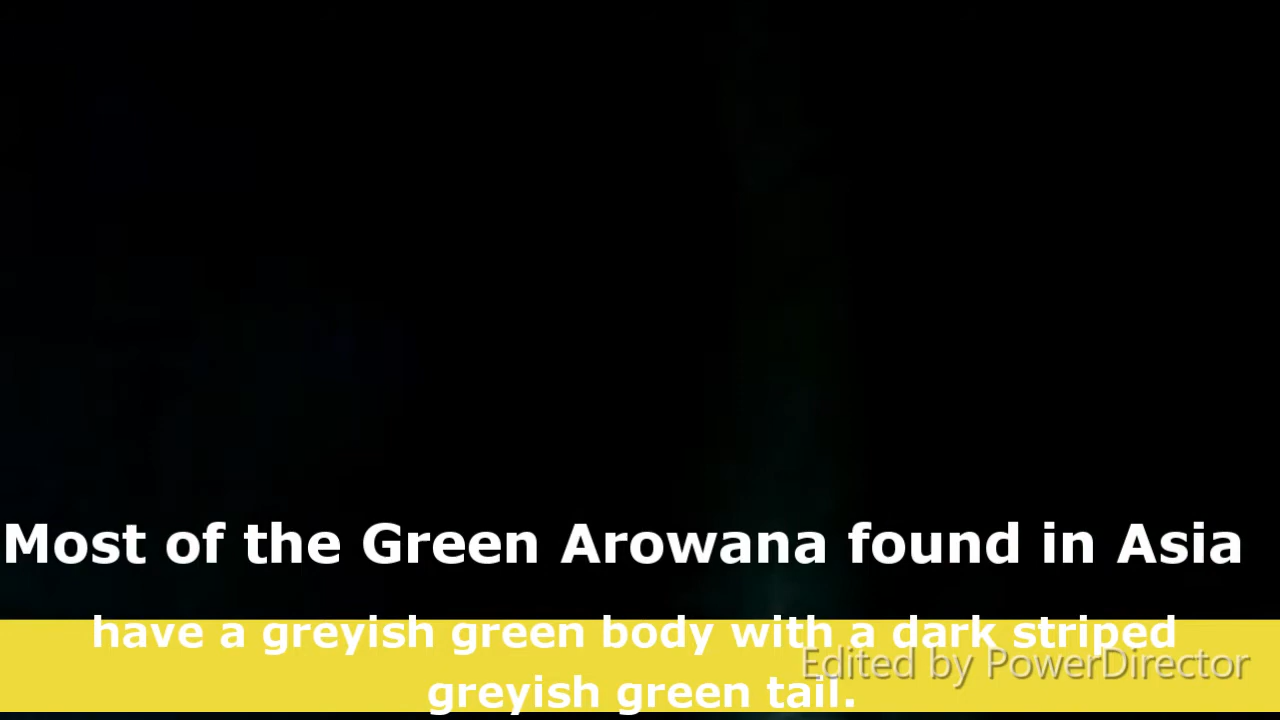 Most of the Green Arowana found in Asia
have a greyish green body with a dark striped
Edited by PowerDirector
greyish green tail.